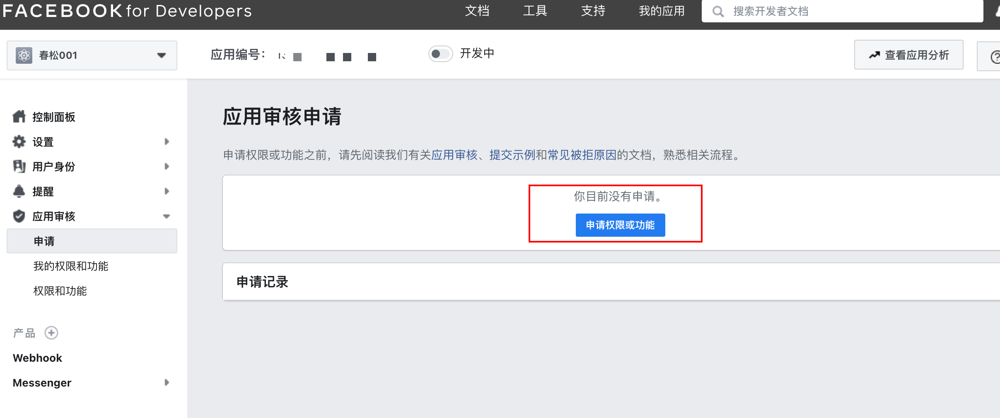 FACEBOOK for Developers
文档
工具
支持
我的应用
搜索开发者文档
春松001
应用编号：
开发中
查看应用分析
控制面板
设置
用户身份
提醒
应用审核
申请
我的权限和功能
权限和功能
产品
Webhook
Messenger
应用审核申请
申请权限或功能之前，请先阅读我们有关应用审核、提交示例和常见被拒原因的文档，熟悉相关流程。
你目前没有申请。
申请权限或功能
申请记录